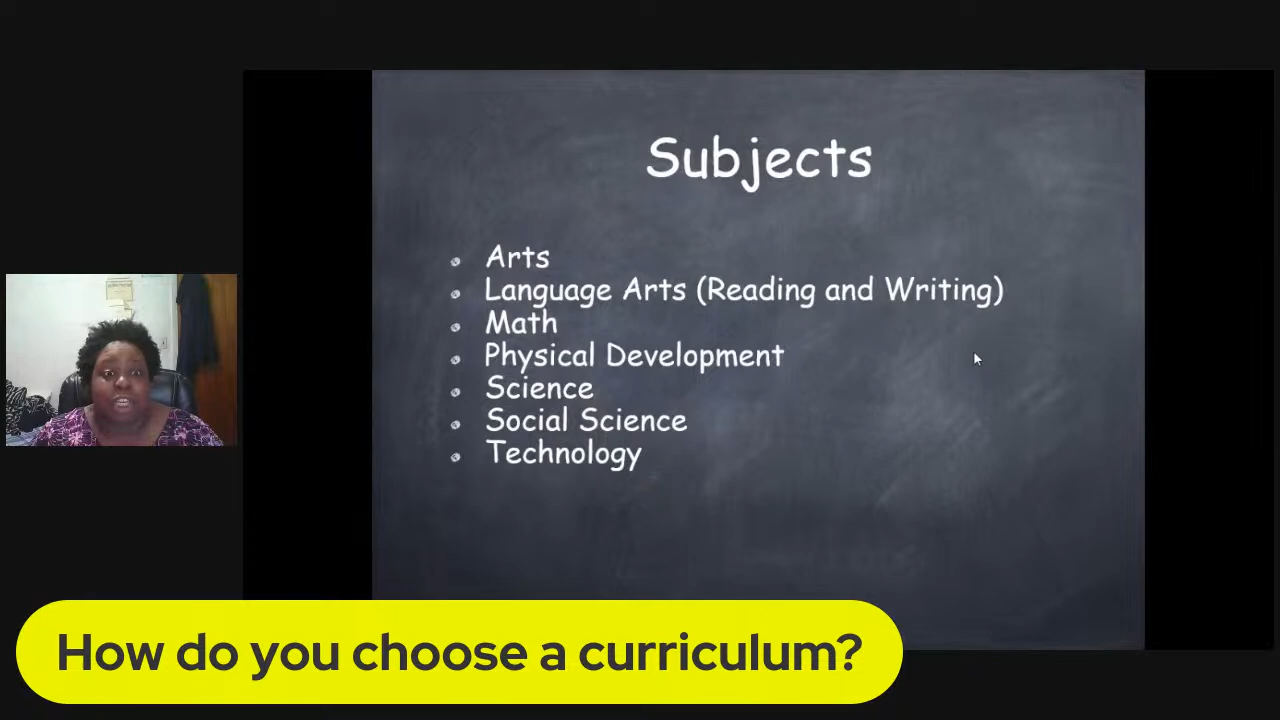 Subjects
Arts
Language Arts (Reading and Writing)
Math
Physical Development
Science
Social Science
Technology
How do you choose a curriculum?